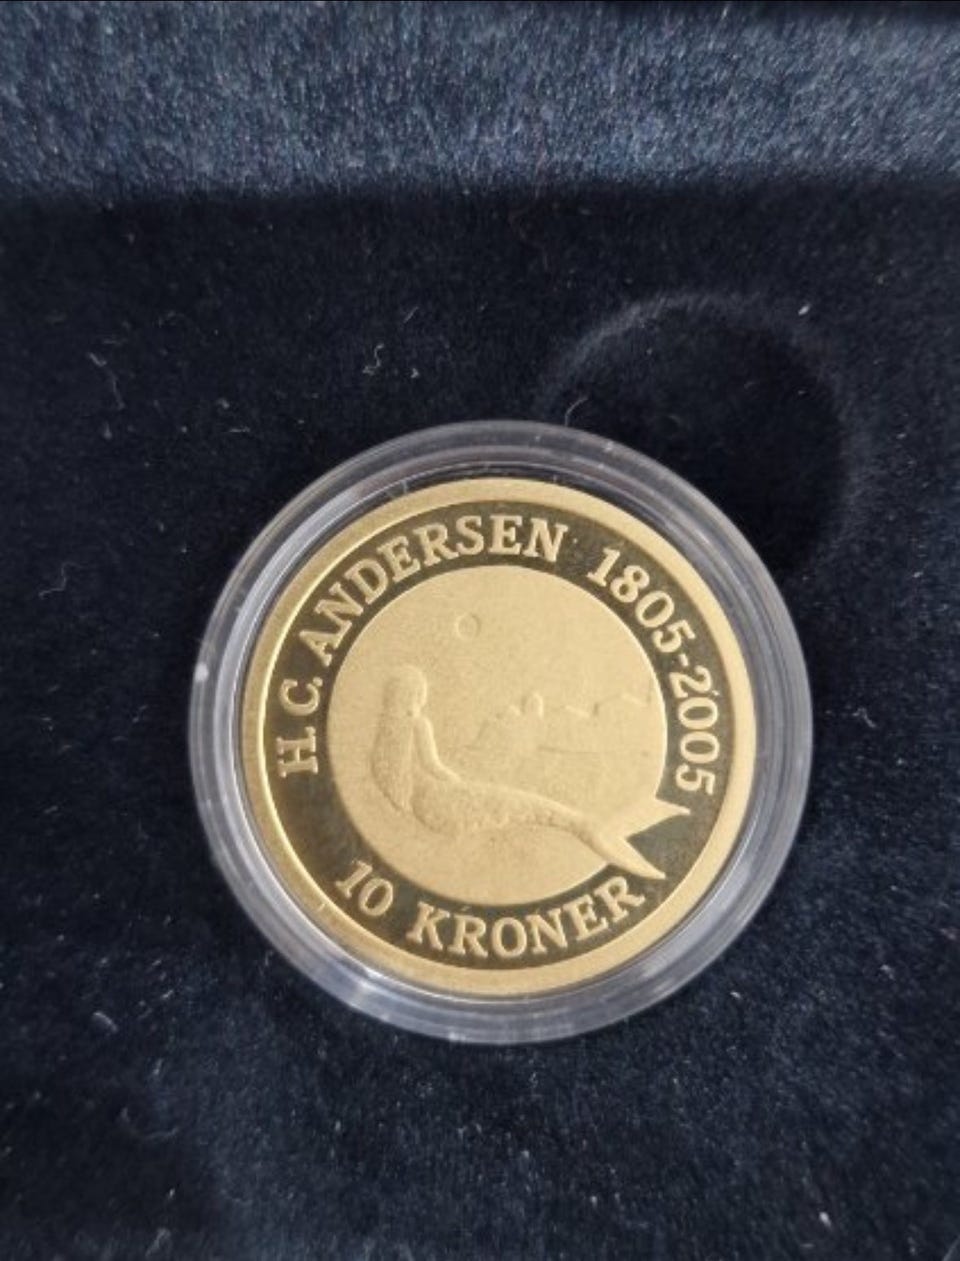 H.C. ANDERSEN 1805-2005
10 KRONER